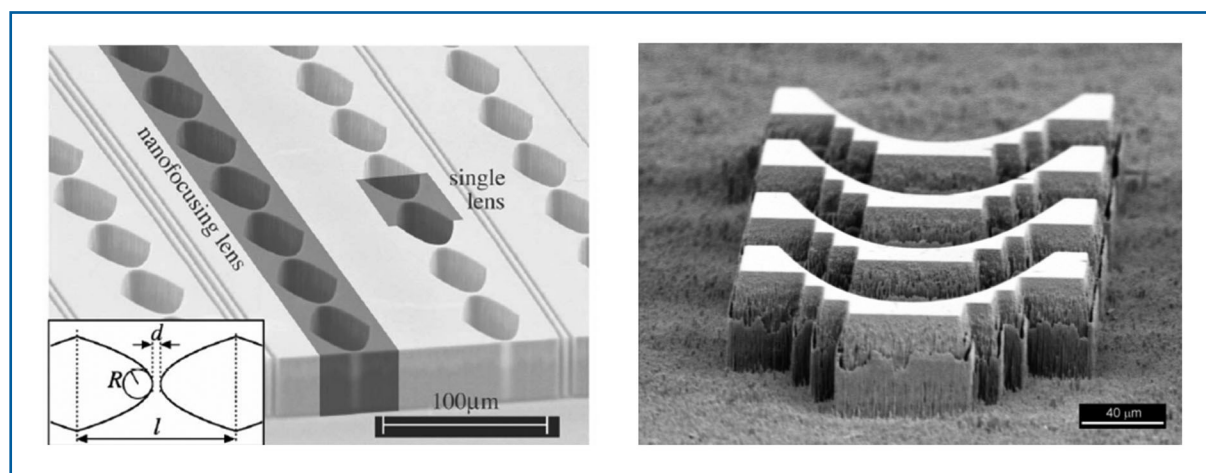 nanofocusing lens
single
lens
d
R
l
100μm
40 μm